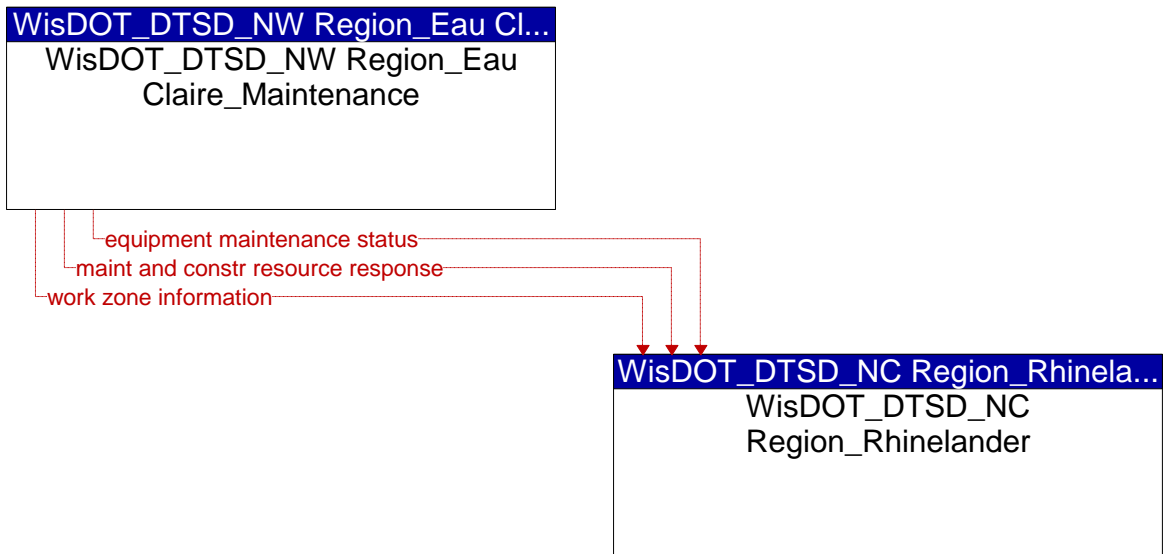 WisDOT_DTSD_NW Region_Eau Cl...
WisDOT_DTSD_NW Region_Eau
Claire_Maintenance
equipment maintenance status
maint and constr resource response
work zone information
WisDOT_DTSD_NC Region_Rhinela...
WisDOT_DTSD_NC
Region_Rhinelander